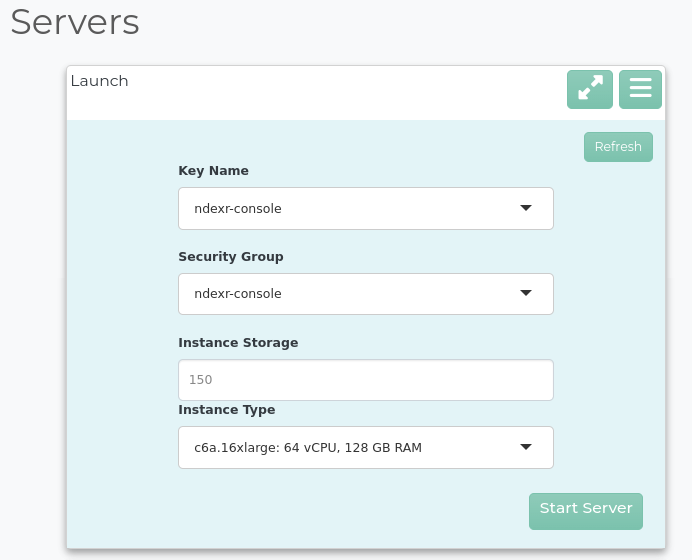 Servers
Launch
Refresh
Key Name
ndexr-console
Security Group
ndexr-console
Instance Storage
150
Instance Type
c6a.16xlarge: 64 vCPU, 128 GB RAM
Start Server